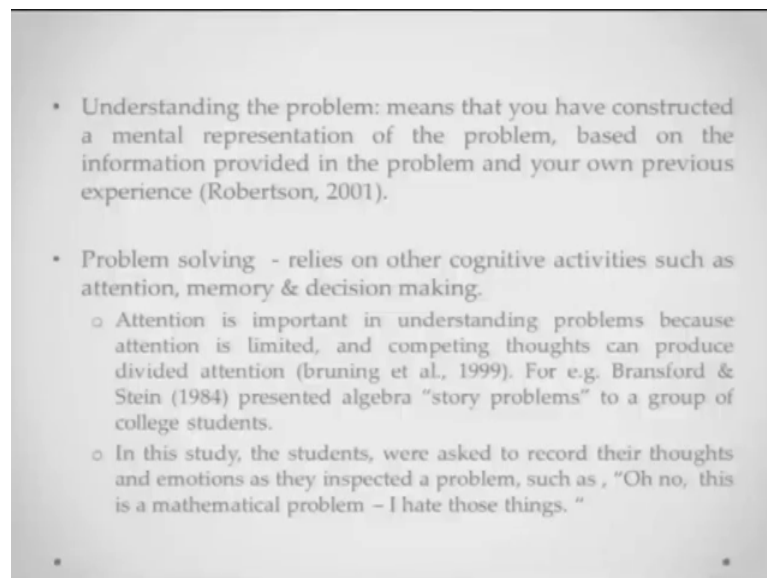 • Understanding the problem: means that you have constructed
a mental representation of the problem, based on the
information provided in the problem and your own previous
experience (Robertson, 2001).
• Problem solving - relies on other cognitive activities such as
attention, memory & decision making.
o Attention is important in understanding problems because
attention is limited, and competing thoughts can produce
divided attention (bruning et al., 1999). For e.g. Bransford &
Stein (1984) presented algebra “story problems” to a group of
college students.
o In this study, the students, were asked to record their thoughts
and emotions as they inspected a problem, such as , “Oh no, this
is a mathematical problem – I hate those things. “